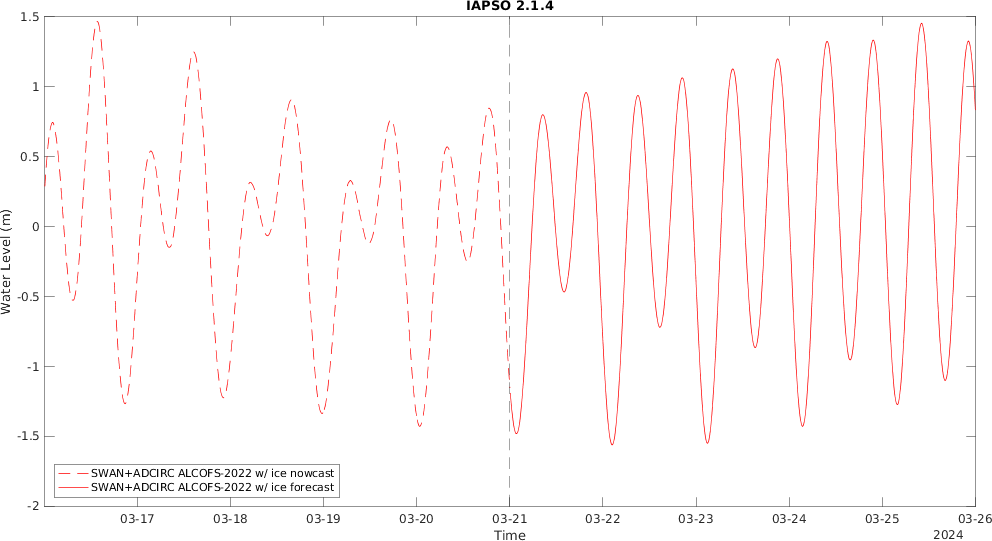 IAPSO 2.1.4
1.5
1
0.5
0
-0.5
-1
-1.5
-2
Water Level (m)
SWAN+ADCIRC ALCOFS-2022 w/ ice nowcast
SWAN+ADCIRC ALCOFS-2022 w/ ice forecast
03-17 03-18 03-19 03-20 03-21 03-22 03-23 03-24 03-25 03-26
Time
2024